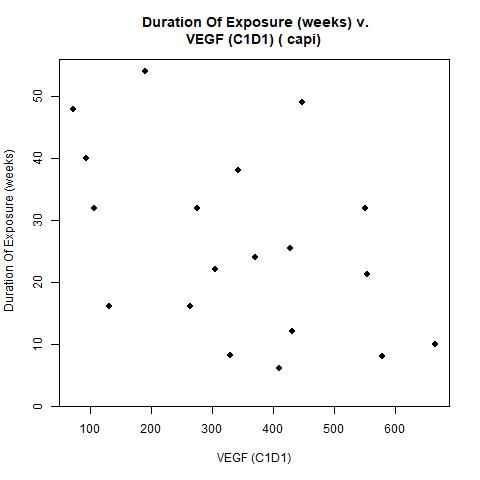 Duration Of Exposure (weeks) v.
VEGF (C1D1) ( capi)
Duration Of Exposure (weeks)
50
40
30
20
10
0
100 200 300 400 500 600
VEGF (C1D1)